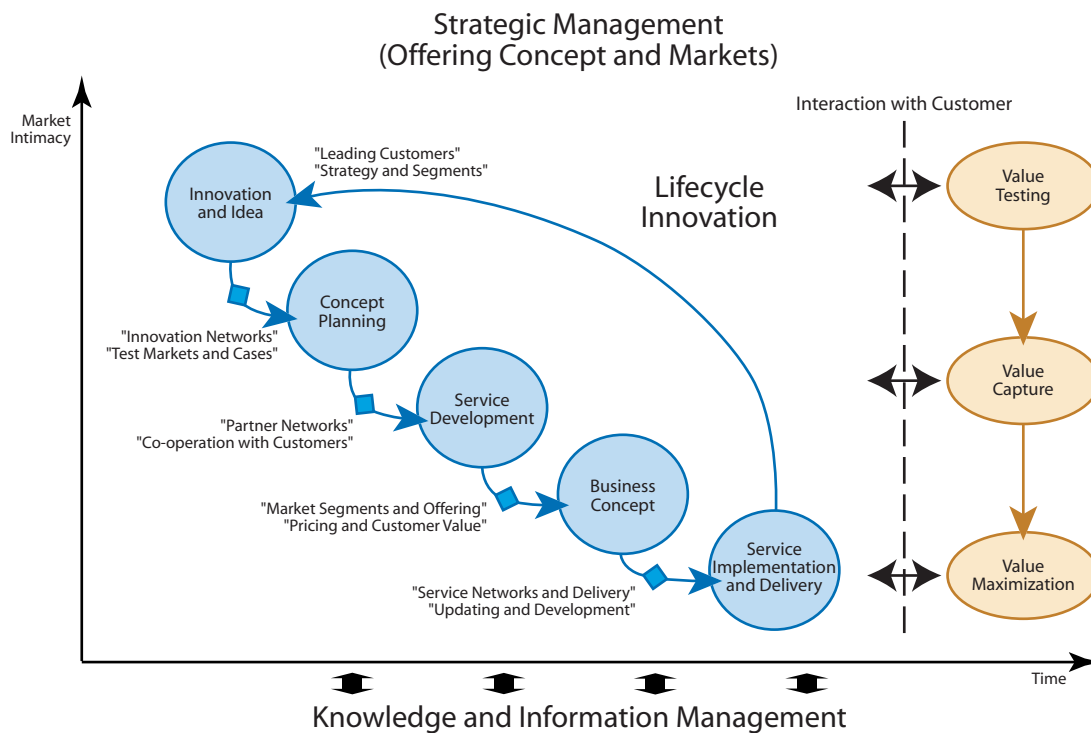 Strategic Management
(Offering Concept and Markets)
Market
Intimacy
Interaction with Customer
"Leading Customers"
"Strategy and Segments"
Innovation
and Idea
Lifecycle
Innovation
Value
Testing
Concept
Planning
"Innovation Networks"
"Test Markets and Cases"
Value
Capture
Service
Development
"Partner Networks"
"Co-operation with Customers"
Business
Concept
"Market Segments and Offering"
"Pricing and Customer Value"
Service
Implementation
and Delivery
Value
Maximization
"Service Networks and Delivery"
"Updating and Development"
Time
Knowledge and Information Management